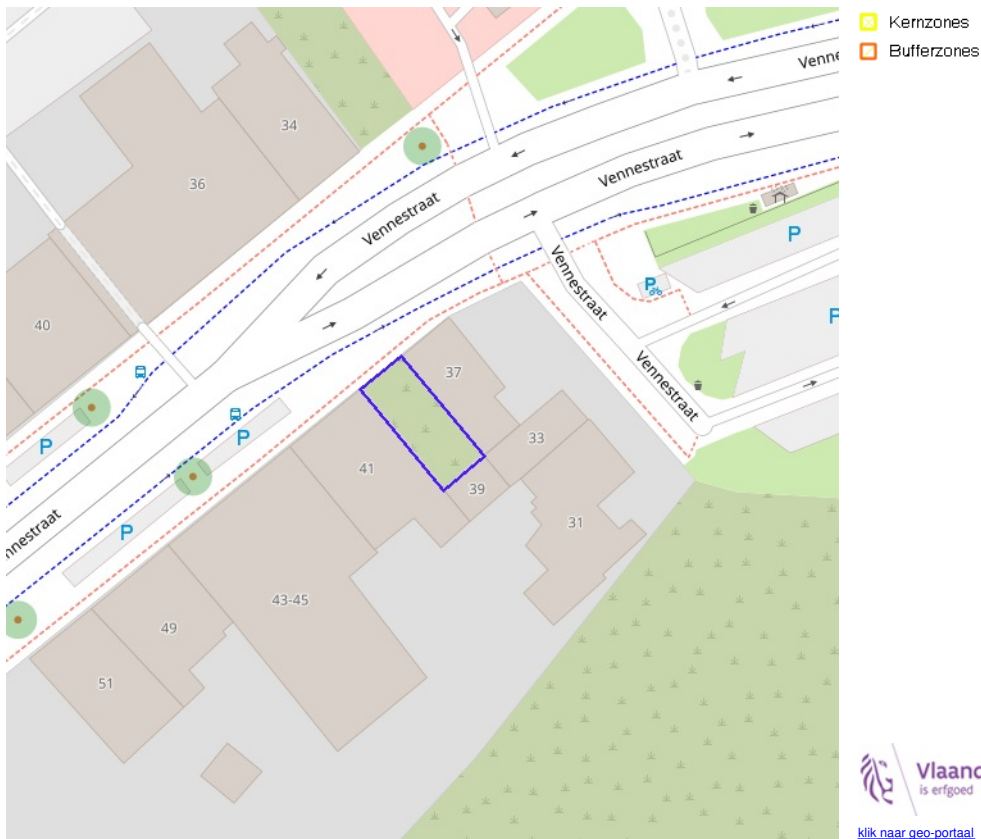 Kernzones
Bufferzones
Venne
Vennestraat
Vennestraat
34
36
P
Vennestraat
P
P
40
Vennestraat
37
P
P
33
41
39
P
nnestraat
31
43-45
49
51
Vlaand
is erfgoed
klik naar geo-portaal